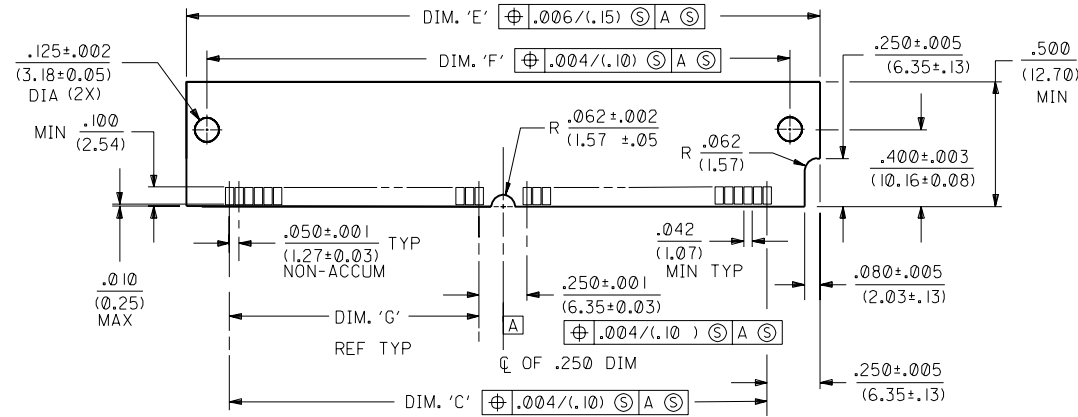 DIM. 'E' ⌖ .006/(.15) Ⓢ A Ⓢ
DIM. 'F' ⌖ .004/(.10) Ⓢ A Ⓢ
.125±.002
(3.18±0.05)
DIA (2X)
.250±.005
(6.35±.13)
.500
(12.70)
MIN
MIN .100
(2.54)
R .062±.002
(1.57 ±.05
R .062
(1.57)
.400±.003
(10.16±0.08)
.050±.001 TYP
(1.27±0.03)
NON-ACCUM
.042
(1.07)
MIN TYP
.010
(0.25)
MAX
.250±.001
(6.35±0.03)
⌖ .004/(.10 ) Ⓢ A Ⓢ
.080±.005
(2.03±.13)
DIM. 'G'
REF TYP
A
℄ OF .250 DIM
.250±.005
(6.35±.13)
DIM. 'C' ⌖ .004/(.10) Ⓢ A Ⓢ